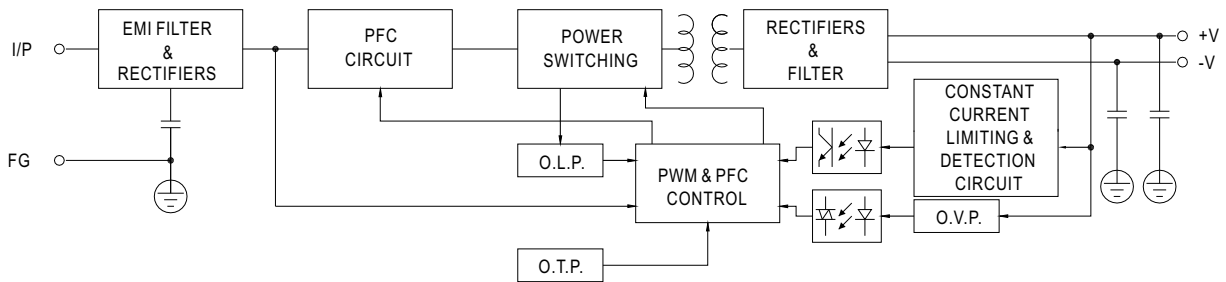 I/P
EMI FILTER
&
RECTIFIERS
PFC
CIRCUIT
POWER
SWITCHING
RECTIFIERS
&
FILTER
+V
-V
CONSTANT
CURRENT
LIMITING &
DETECTION
CIRCUIT
FG
O.L.P.
PWM & PFC
CONTROL
O.V.P.
O.T.P.